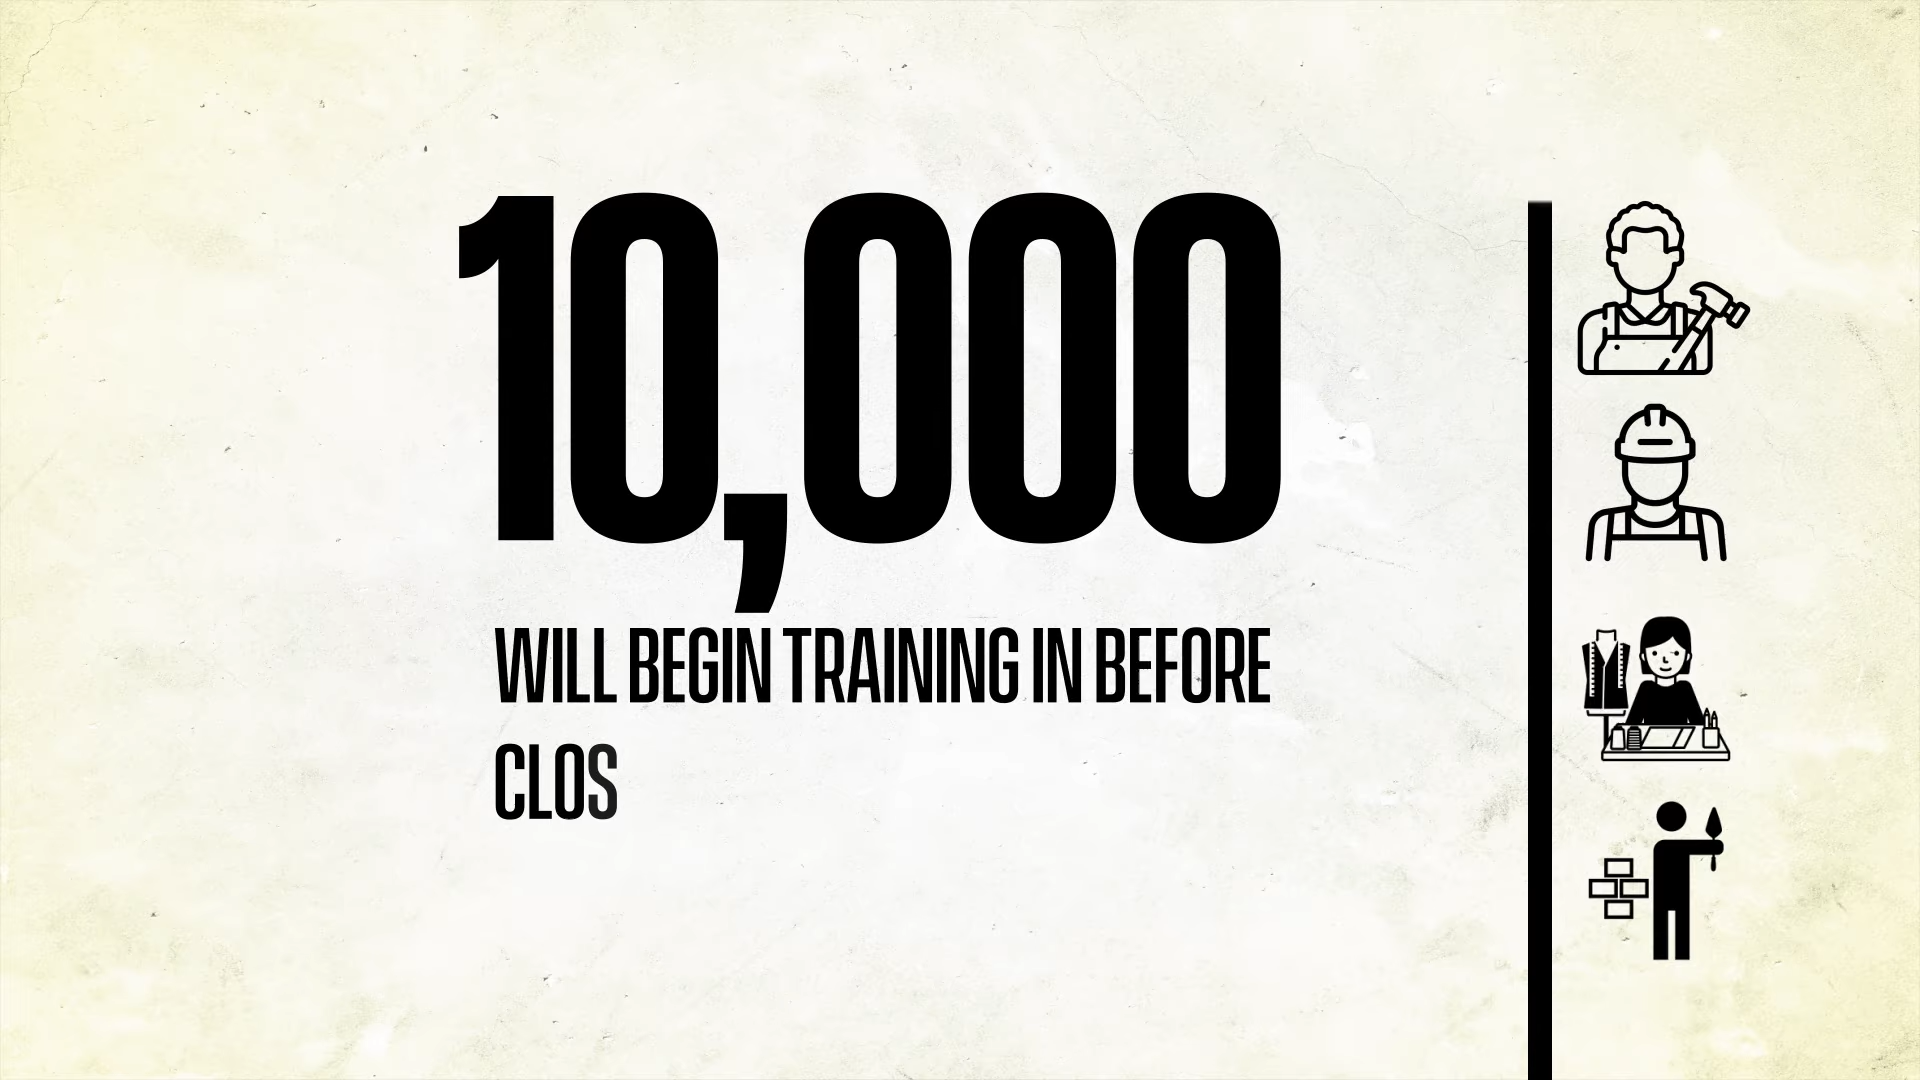 10,000
WILL BEGIN TRAINING IN BEFORE
CLOS